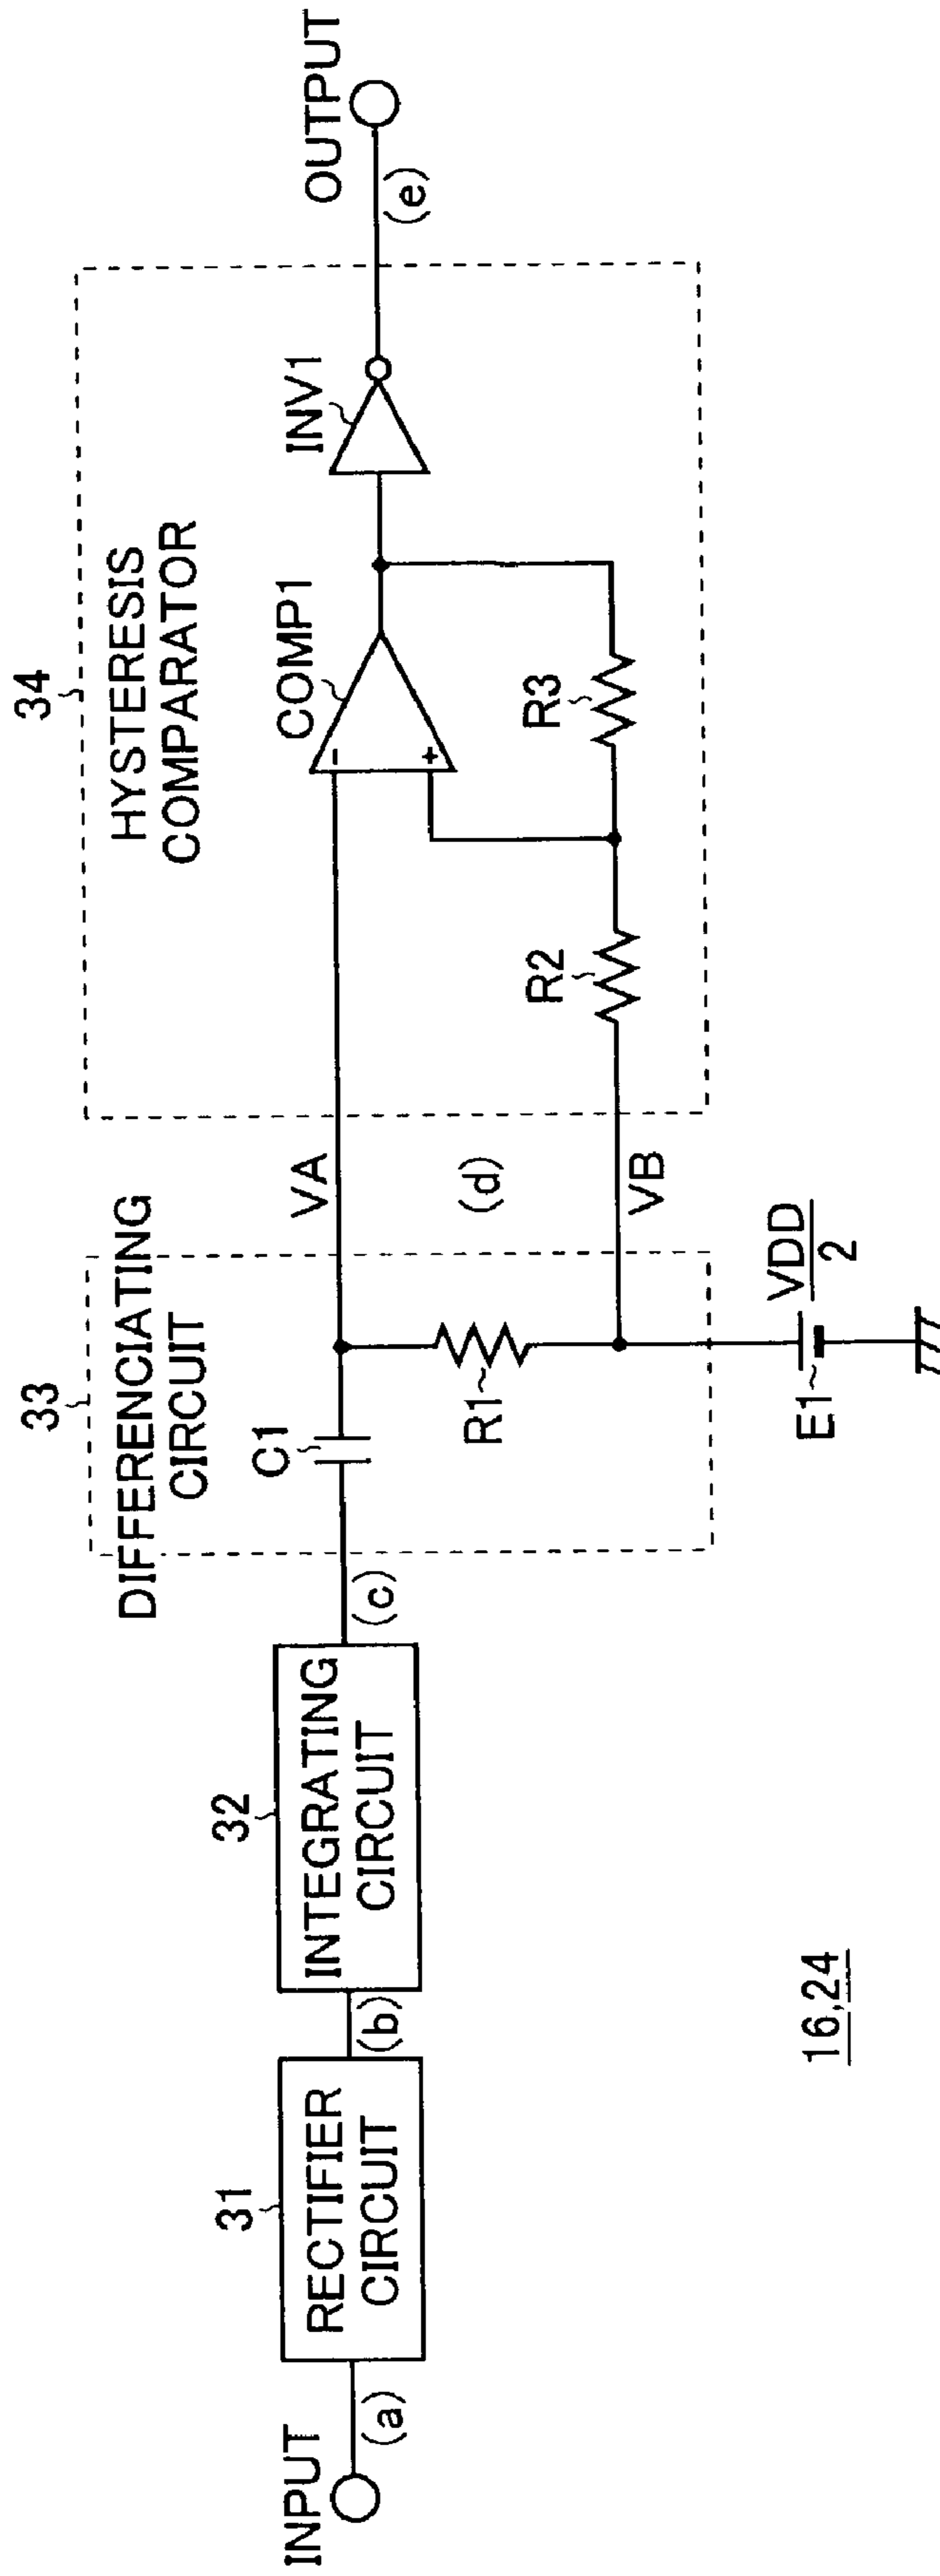 INPUT
(a)
31
RECTIFIER
CIRCUIT
(b)
32
INTEGRATING
CIRCUIT
(c)
33
DIFFERENCIATING
CIRCUIT
C1
R1
E1
VDD
2
VA
(d)
VB
34
HYSTERESIS
COMPARATOR
COMP1
-
+
R2
R3
INV1
OUTPUT
(e)
16,24